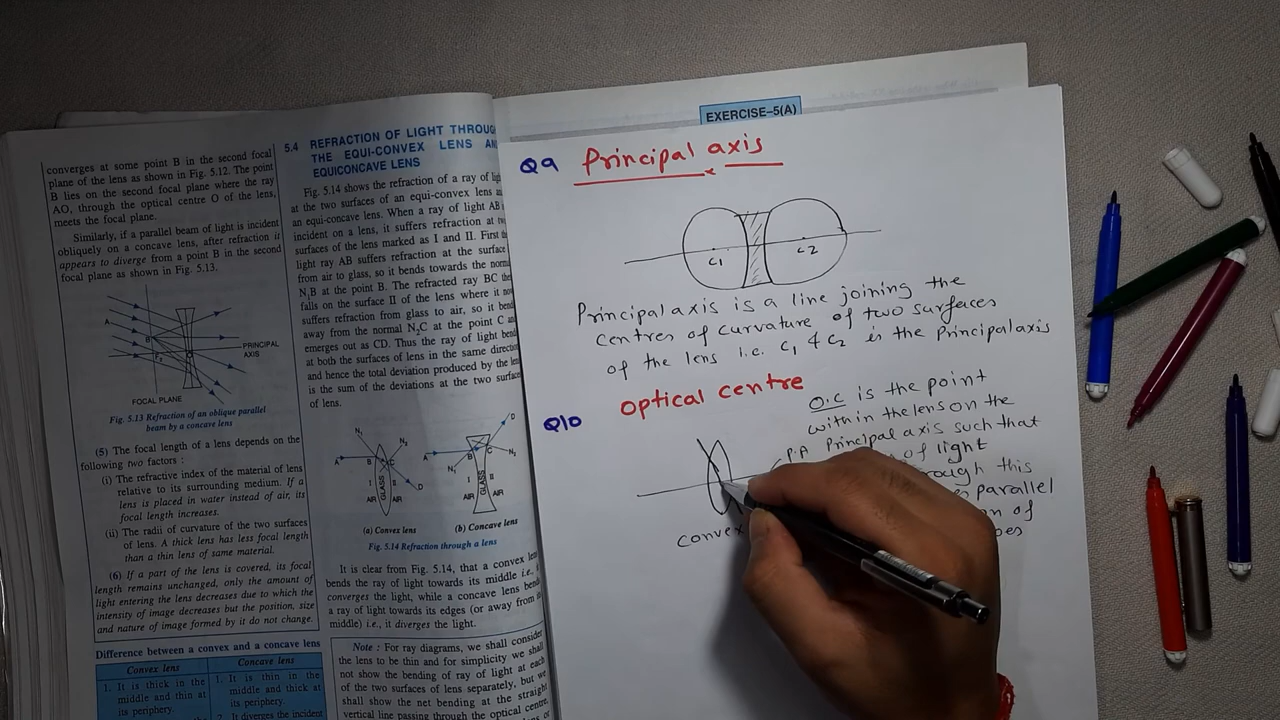 converges at some point B in the second focal
plane of the lens as shown in Fig. 5.12. The point
B lies on the second focal plane where the ray
AO, through the optical centre O of the lens,
meets the focal plane.
Similarly, if a parallel beam of light is incident
obliquely on a concave lens, after refraction it
appears to diverge from a point B in the second
focal plane as shown in Fig. 5.13.
A
B
F₂
O
PRINCIPAL
AXIS
FOCAL PLANE
Fig. 5.13 Refraction of an oblique parallel
beam by a concave lens
(5) The focal length of a lens depends on the
following two factors :
(i) The refractive index of the material of lens
relative to its surrounding medium. If a
lens is placed in water instead of air, its
focal length increases.
(ii) The radii of curvature of the two surfaces
of lens. A thick lens has less focal length
than a thin lens of same material.
(6) If a part of the lens is covered, its focal
length remains unchanged, only the amount of
light entering the lens decreases due to which the
intensity of image decreases but the position, size
and nature of image formed by it do not change.
Difference between a convex and a concave lens
Convex lens
Concave lens
1. It is thick in the
middle and thin at
its periphery.
1. It is thin in the
middle and thick at
its periphery.
2. It diverges the incident
5.4 REFRACTION OF LIGHT THROUG
THE EQUI-CONVEX LENS AN
EQUICONCAVE LENS
Fig. 5.14 shows the refraction of a ray of lig
at the two surfaces of an equi-convex lens a
an equi-concave lens. When a ray of light AB i
incident on a lens, it suffers refraction at tw
surfaces of the lens marked as I and II. First th
light ray AB suffers refraction at the surface
from air to glass, so it bends towards the norm
N₁B at the point B. The refracted ray BC the
falls on the surface II of the lens where it no
suffers refraction from glass to air, so it bend
away from the normal N₂C at the point C an
emerges out as CD. Thus the ray of light bend
at both the surfaces of lens in the same direction
and hence the total deviation produced by the len
is the sum of the deviations at the two surfa
of lens.
N₁
N₂
A
B
C
D
I
II
GLASS
AIR
AIR
A
B
C
D
N₁
N₂
I
II
GLASS
AIR
AIR
(a) Convex lens
(b) Concave lens
Fig. 5.14 Refraction through a lens
It is clear from Fig. 5.14, that a convex len
bends the ray of light towards its middle i.e.,
converges the light, while a concave lens bend
a ray of light towards its edges (or away from
middle) i.e., it diverges the light.
Note : For ray diagrams, we shall consider
the lens to be thin and for simplicity we shall
not show the bending of ray of light at each
of the two surfaces of lens separately, but we
shall show the net bending at the straight
vertical line passing through the optical centre
EXERCISE–5(A)
Q9 Principal axis
C₁
C₂
Principal axis is a line joining the
centres of curvature of two surfaces
of the lens i.e. C₁ & C₂ is the Principal axis
Q10 Optical centre
O.C is the point
within the lens on the
Principal axis such that
of light
rough this
parallel
on of
P.A
convex